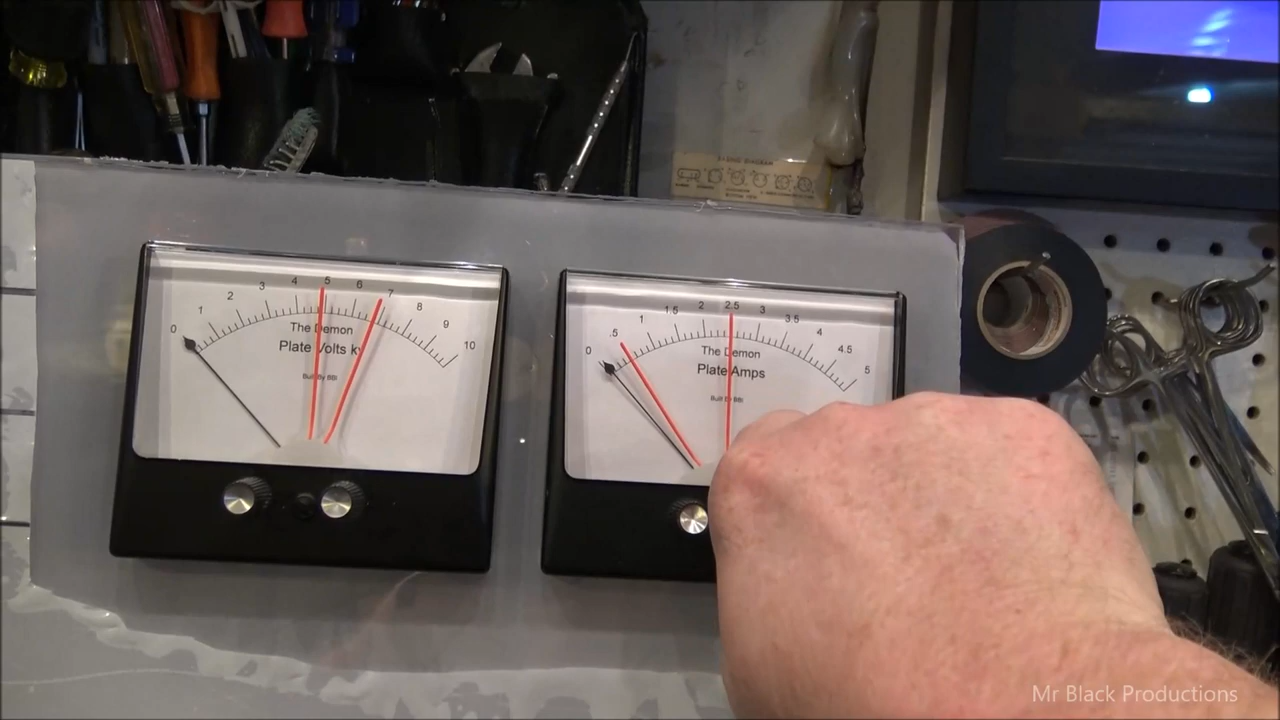 BASING DIAGRAM
0 1 2 3 4 5 6 7 8 9 10
The Demon
Plate Volts kv
Built By BBI
0 .5 1 1.5 2 2.5 3 3.5 4 4.5 5
The Demon
Plate Amps
Built By BBI
Mr Black Productions